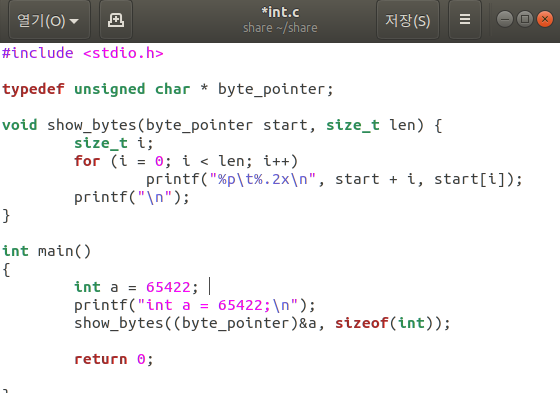 열기(O) *int.c 저장(S)
share ~/share
#include <stdio.h>
typedef unsigned char * byte_pointer;
void show_bytes(byte_pointer start, size_t len) {
size_t i;
for (i = 0; i < len; i++)
printf("%p\t%.2x\n", start + i, start[i]);
printf("\n");
}
int main()
{
int a = 65422;
printf("int a = 65422;\n");
show_bytes((byte_pointer)&a, sizeof(int));
return 0;
}